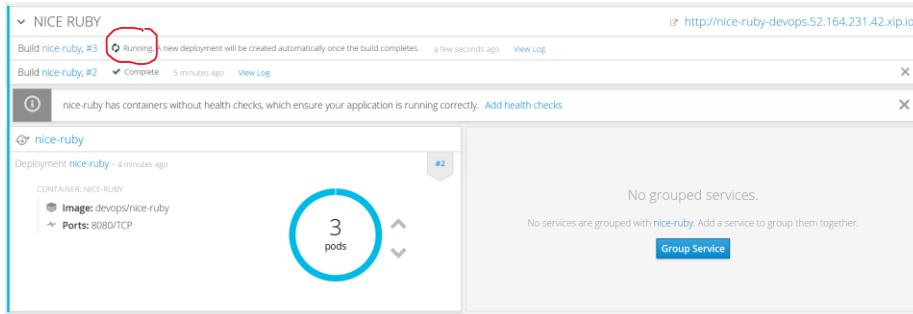 NICE RUBY
http://nice-ruby-devops.52.164.231.42.xip.io
Build nice-ruby, #3 Running. A new deployment will be created automatically once the build completes. a few seconds ago View Log
Build nice-ruby, #2 Complete 5 minutes ago View Log
nice-ruby has containers without health checks, which ensure your application is running correctly. Add health checks
nice-ruby
Deployment nice-ruby - 4 minutes ago
#2
CONTAINER: NICE-RUBY
Image: devops/nice-ruby
Ports: 8080/TCP
3
pods
No grouped services.
No services are grouped with nice-ruby. Add a service to group them together.
Group Service